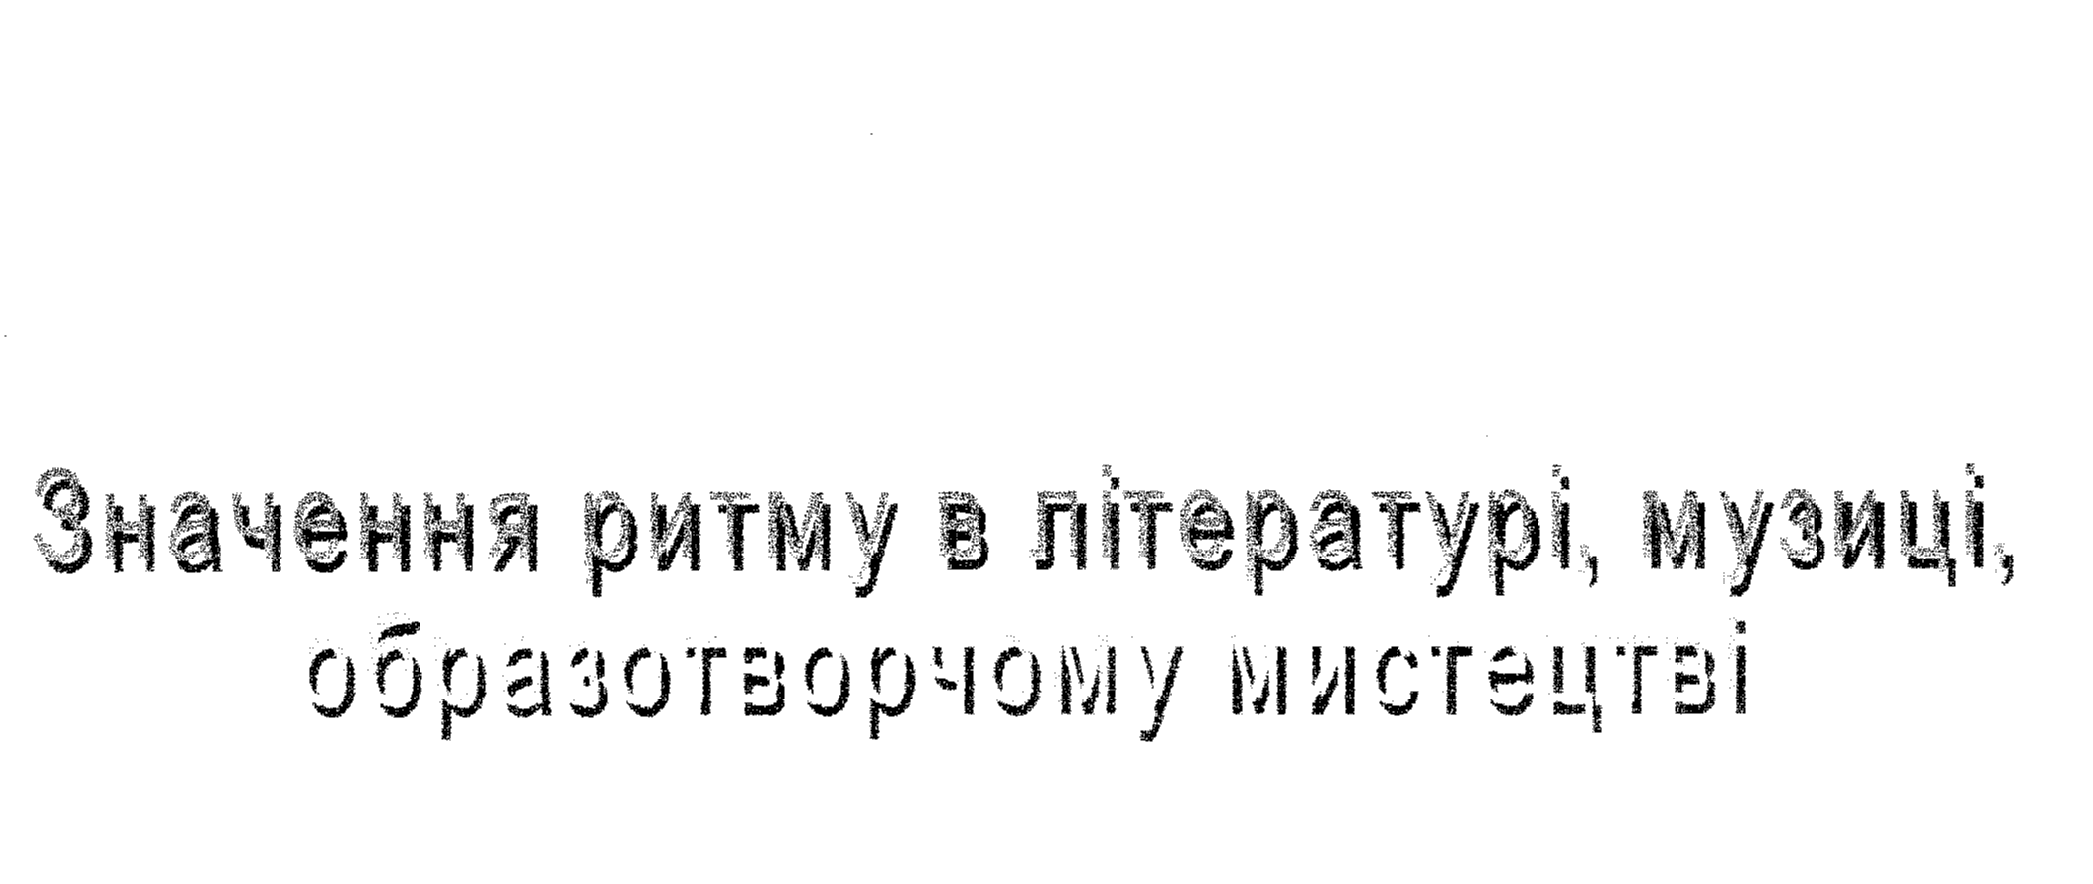 Значення ритму в літературі, музиці,
образотворчому мистецтві